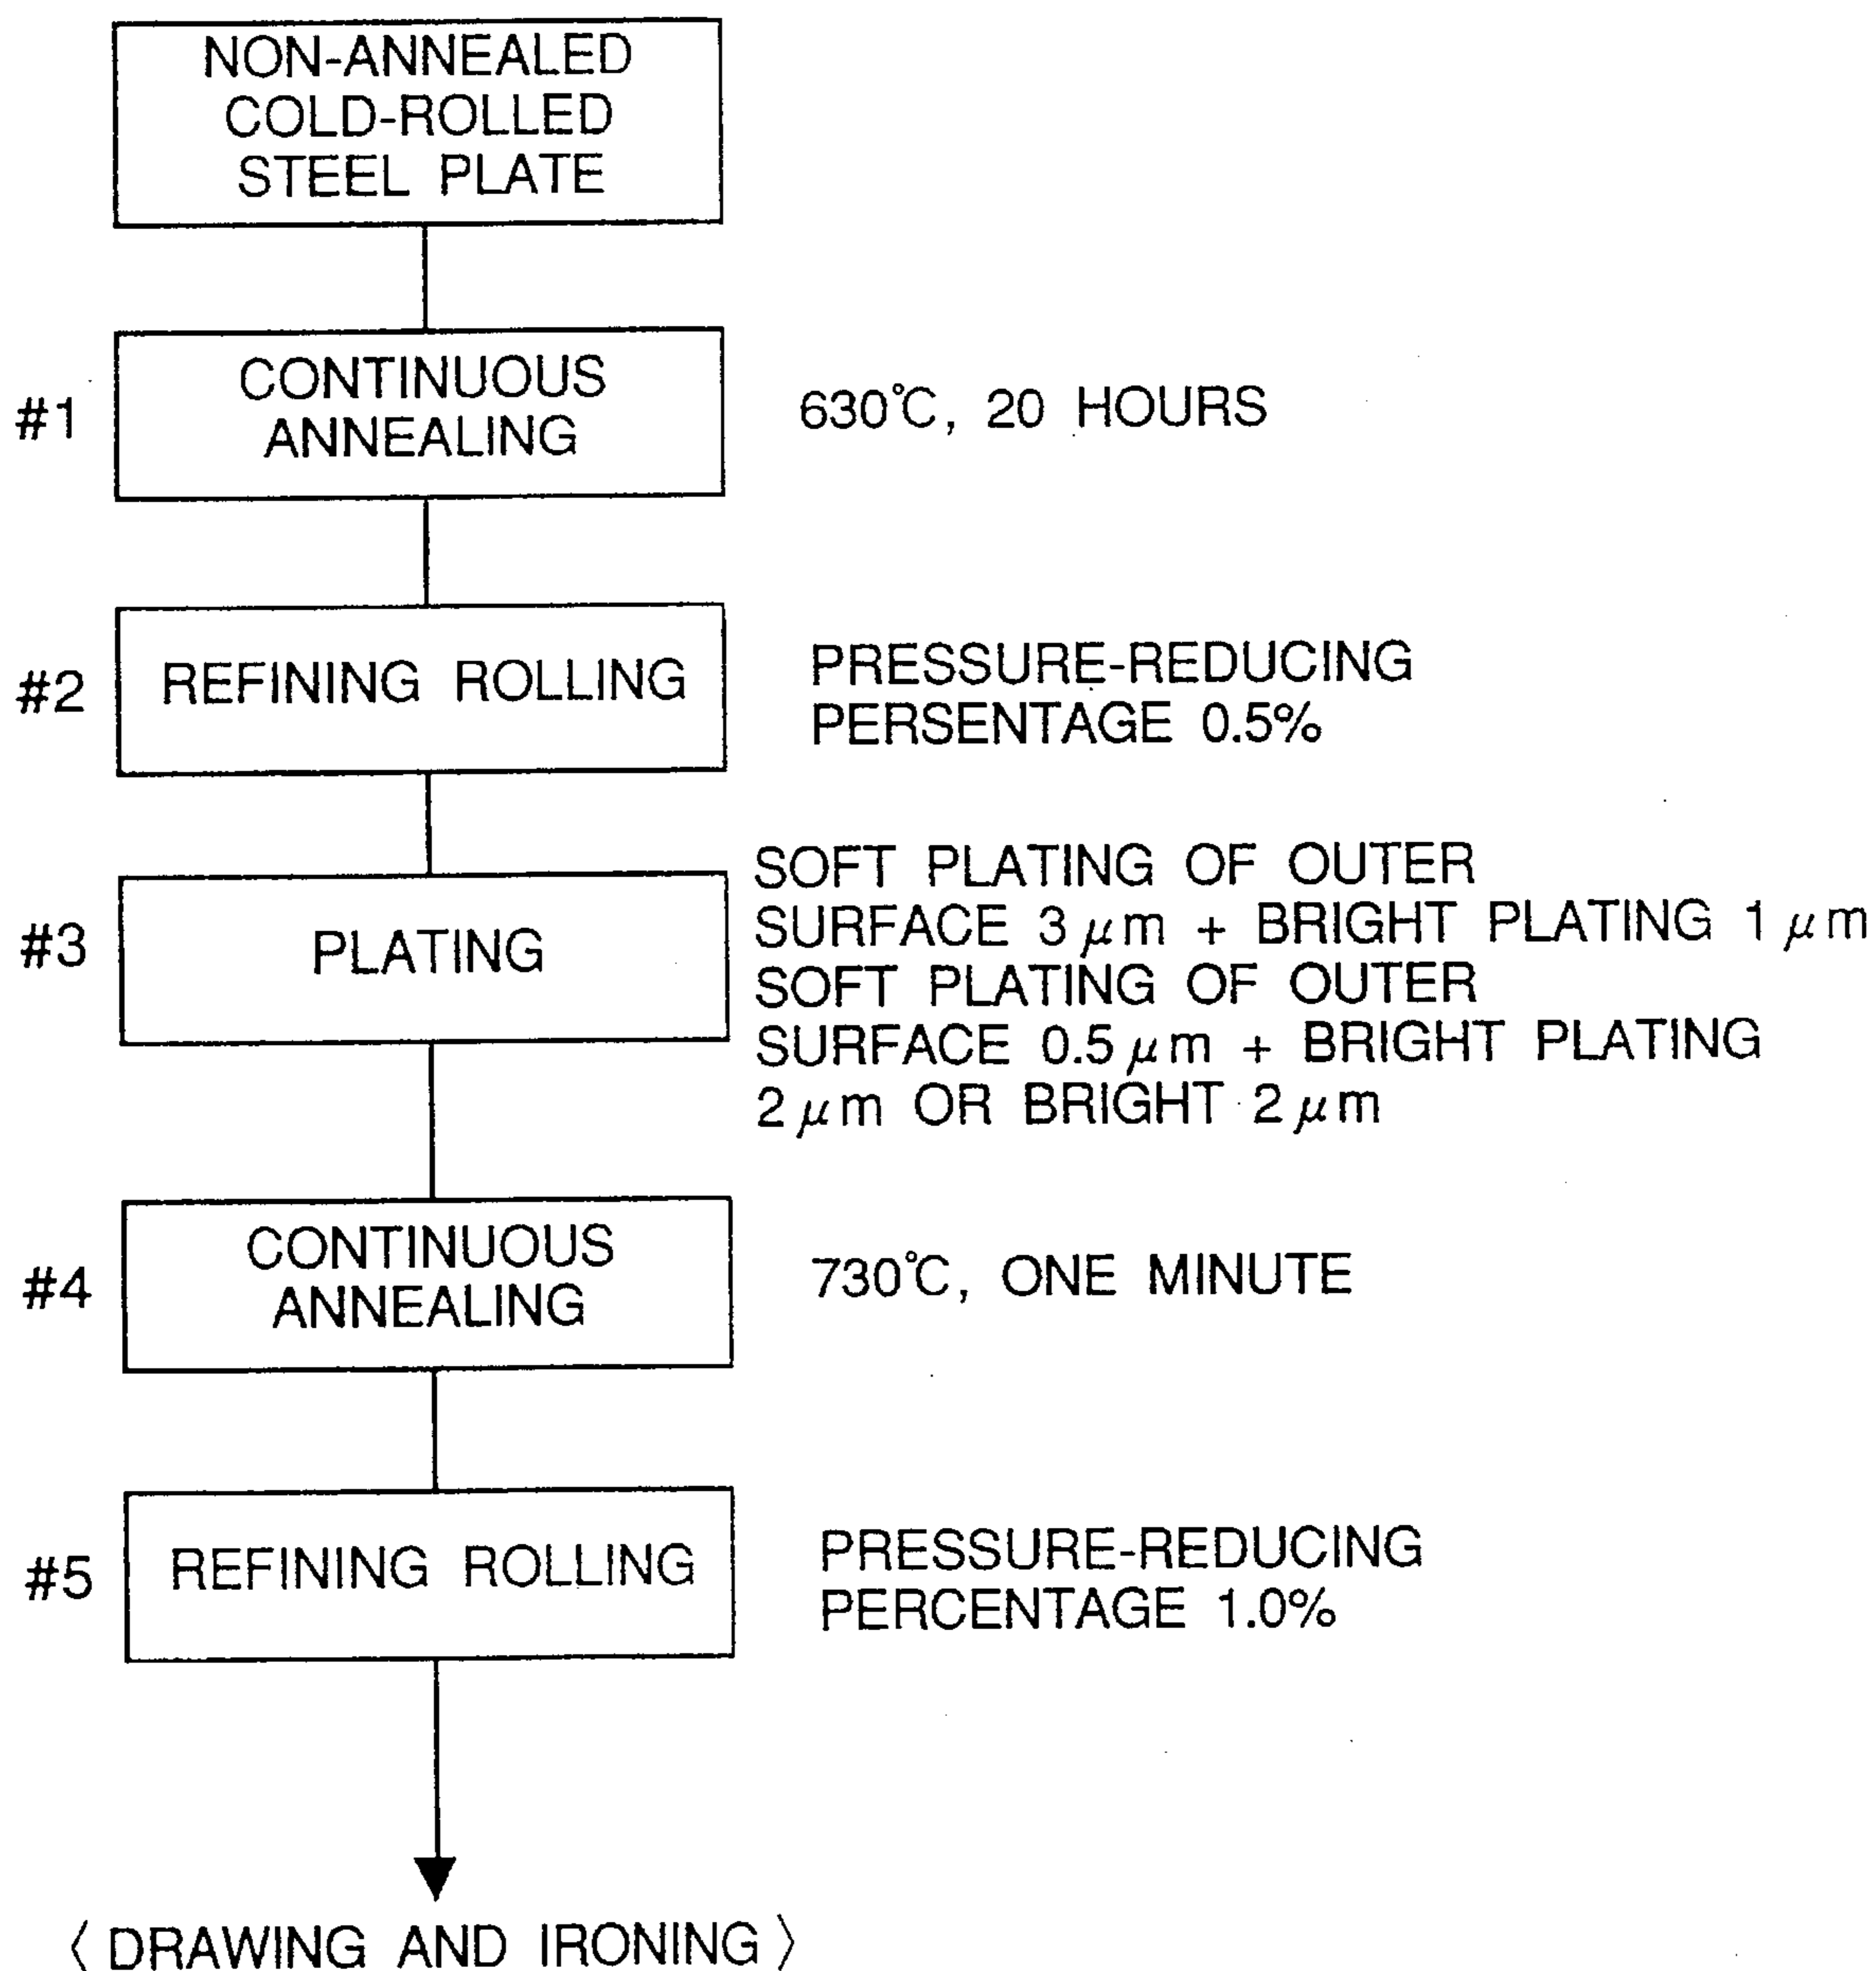 NON-ANNEALED
COLD-ROLLED
STEEL PLATE
#1
CONTINUOUS
ANNEALING
630℃, 20 HOURS
#2
REFINING ROLLING
PRESSURE-REDUCING
PERSENTAGE 0.5%
#3
PLATING
SOFT PLATING OF OUTER
SURFACE 3μm + BRIGHT PLATING 1μm
SOFT PLATING OF OUTER
SURFACE 0.5μm + BRIGHT PLATING
2μm OR BRIGHT 2μm
#4
CONTINUOUS
ANNEALING
730℃, ONE MINUTE
#5
REFINING ROLLING
PRESSURE-REDUCING
PERCENTAGE 1.0%
〈DRAWING AND IRONING〉